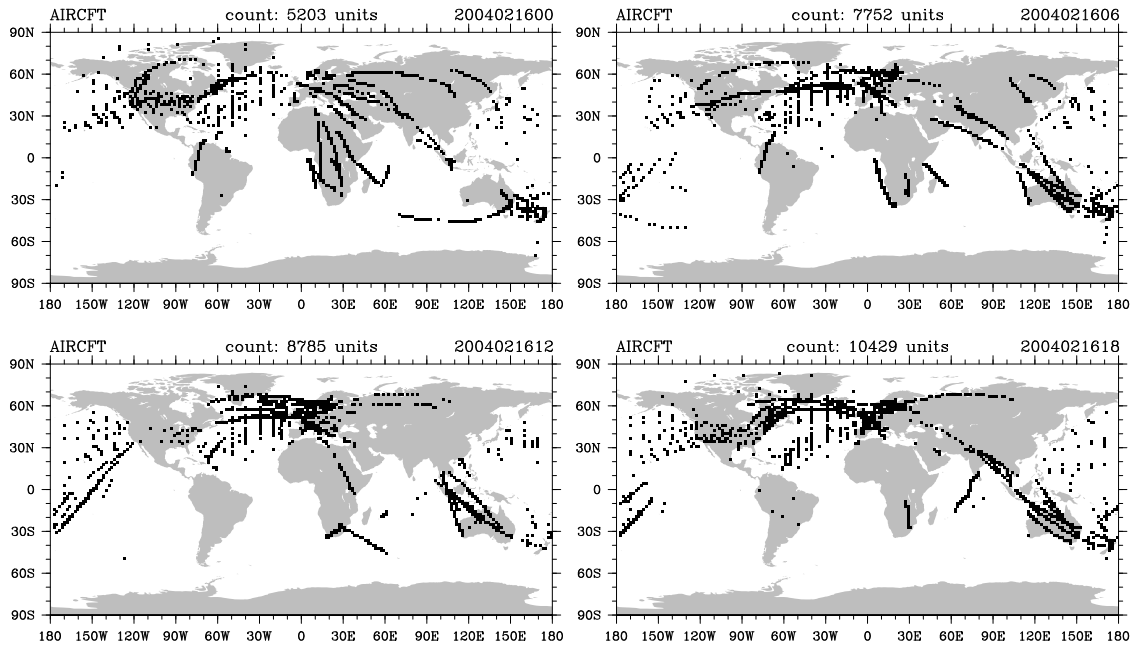 AIRCFT count: 5203 units 2004021600
90N
60N
30N
0
30S
60S
90S
180 150W 120W 90W 60W 30W 0 30E 60E 90E 120E 150E 180
AIRCFT count: 7752 units 2004021606
90N
60N
30N
0
30S
60S
90S
180 150W 120W 90W 60W 30W 0 30E 60E 90E 120E 150E 180
AIRCFT count: 8785 units 2004021612
90N
60N
30N
0
30S
60S
90S
180 150W 120W 90W 60W 30W 0 30E 60E 90E 120E 150E 180
AIRCFT count: 10429 units 2004021618
90N
60N
30N
0
30S
60S
90S
180 150W 120W 90W 60W 30W 0 30E 60E 90E 120E 150E 180